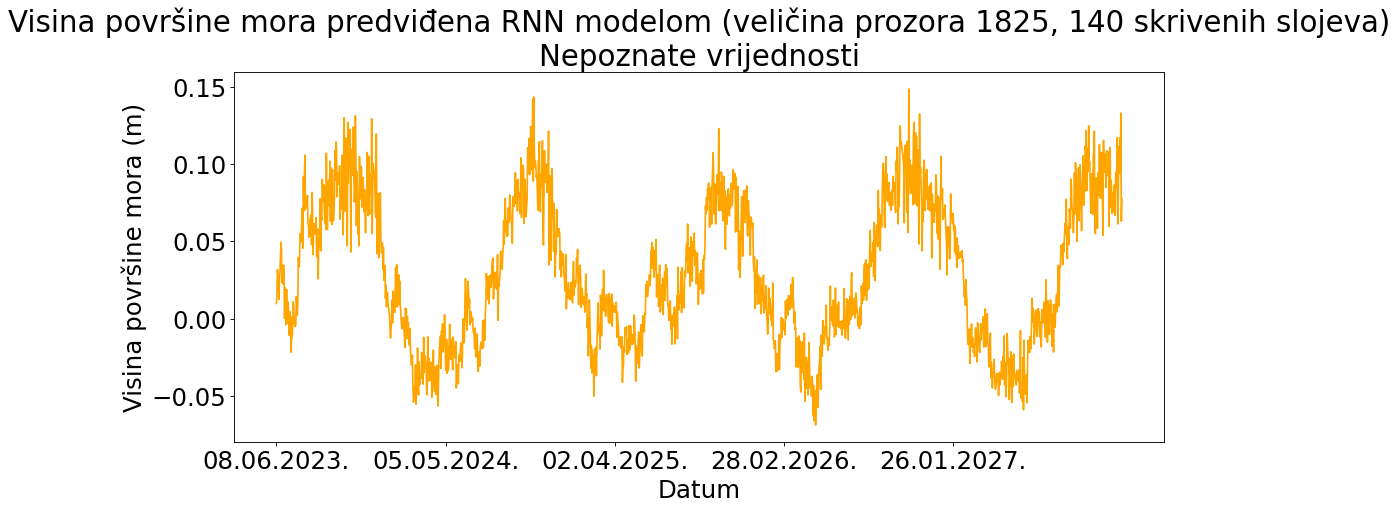 Visina površine mora predviđena RNN modelom (veličina prozora 1825, 140 skrivenih slojeva)
Nepoznate vrijednosti
Visina površine mora (m)
0.15
0.10
0.05
0.00
−0.05
08.06.2023. 05.05.2024. 02.04.2025. 28.02.2026. 26.01.2027.
Datum